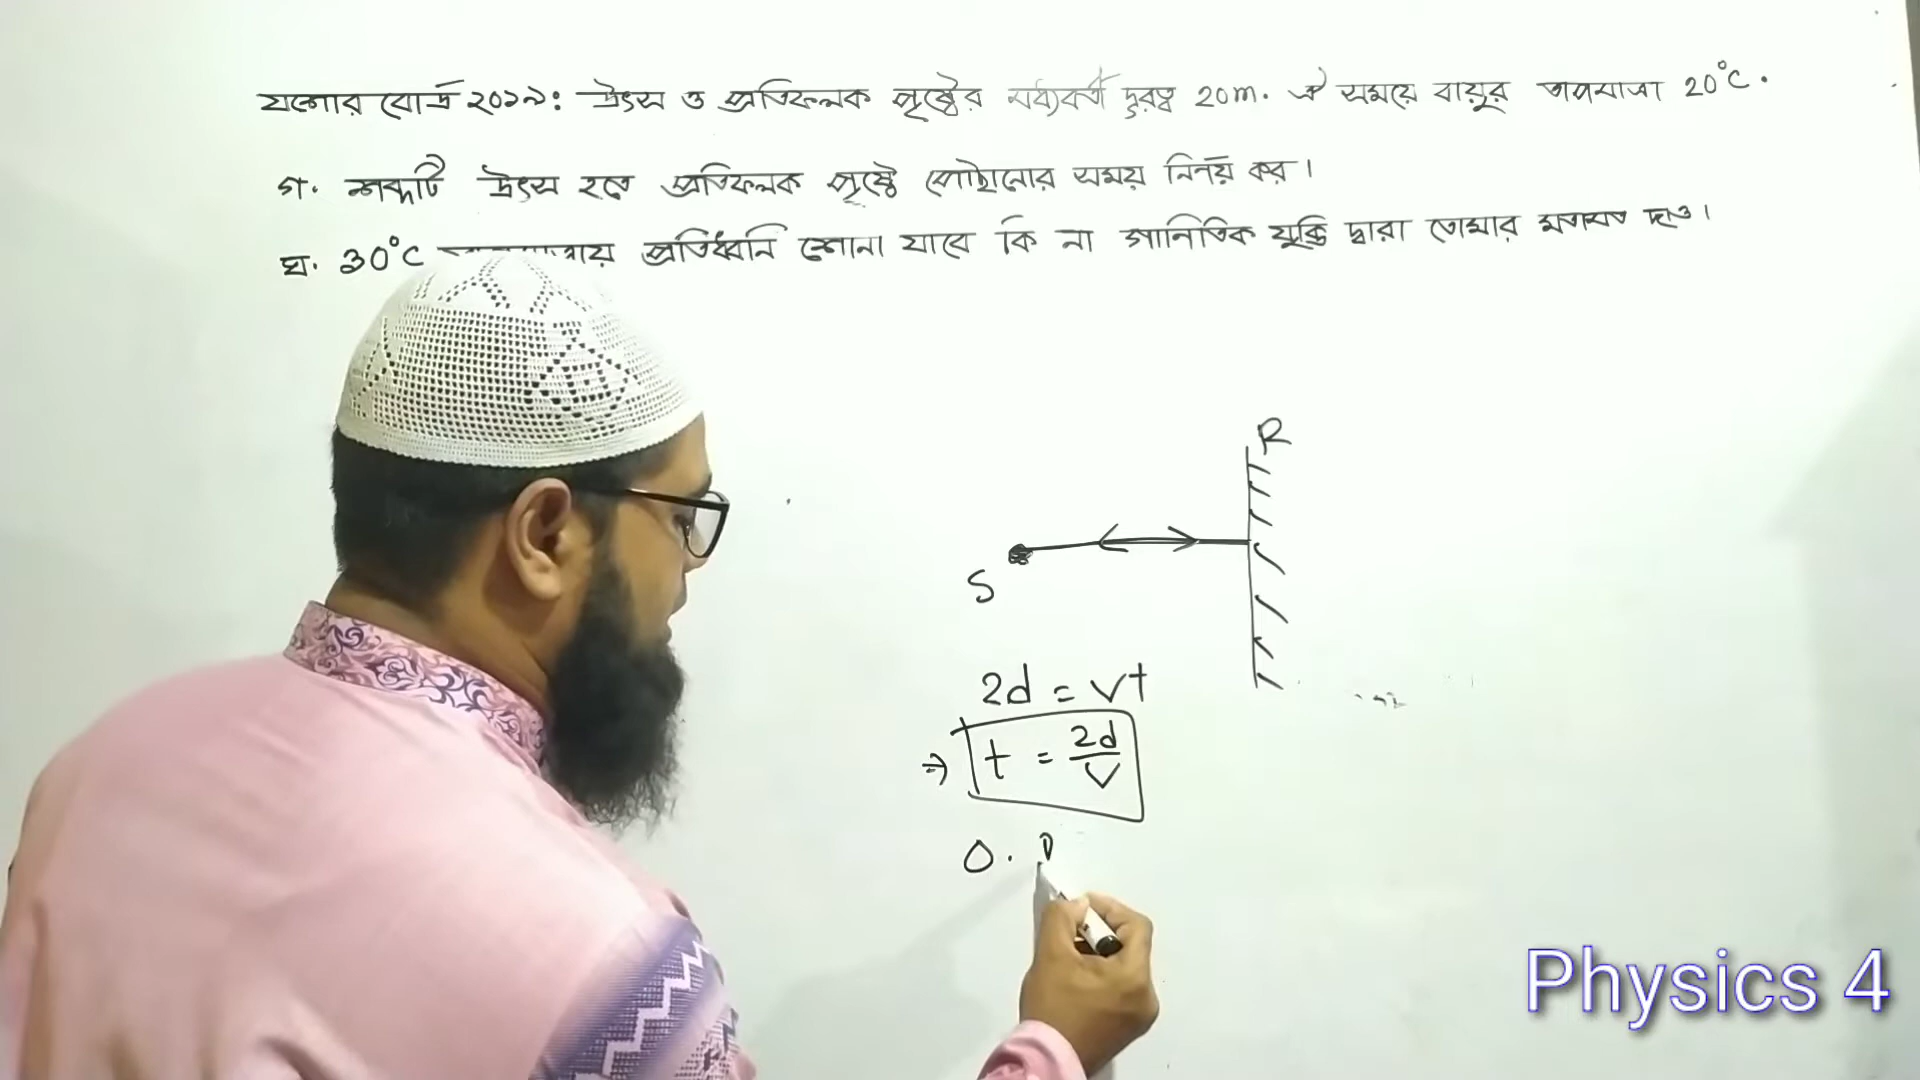 যশোর বোর্ড ২০১৯: উৎস ও প্রতিফলক পৃষ্ঠের মধ্যবর্তী দূরত্ব 20m. ঐ সময়ে বায়ুর তাপমাত্রা 20°C.
গ. শব্দটি উৎস হতে প্রতিফলক পৃষ্ঠে পৌছানোর সময় নির্ণয় কর।
ঘ. 30°C প্রতিধ্বনি শোনা যাবে কি না গানিতিক যুক্তি দ্বারা তোমার মতামত দাও।
R
S
2d = vt
⇒ t = 2d/v
0.
Physics 4